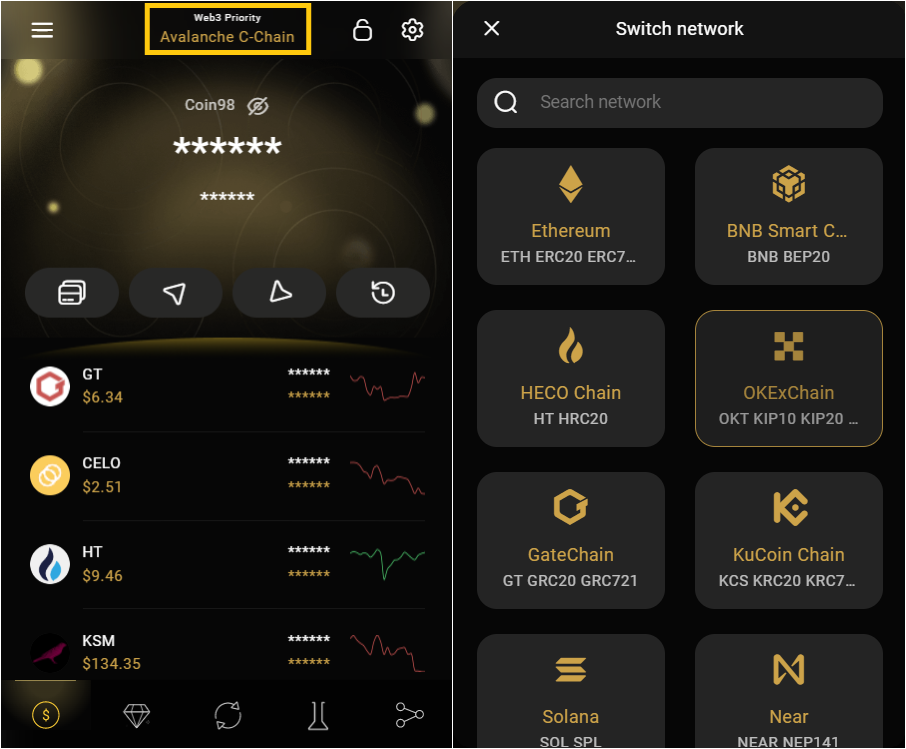 Web3 Priority
Avalanche C-Chain
Coin98
******
******
GT
******
$6.34
******
CELO
******
$2.51
******
HT
******
$9.46
******
KSM
******
$134.35
******
$
Switch network
Search network
Ethereum
ETH ERC20 ERC7...
BNB Smart C...
BNB BEP20
HECO Chain
HT HRC20
OKExChain
OKT KIP10 KIP20 ...
GateChain
GT GRC20 GRC721
KuCoin Chain
KCS KRC20 KRC7...
Solana
SOL SPL
Near
NEAR NEP141